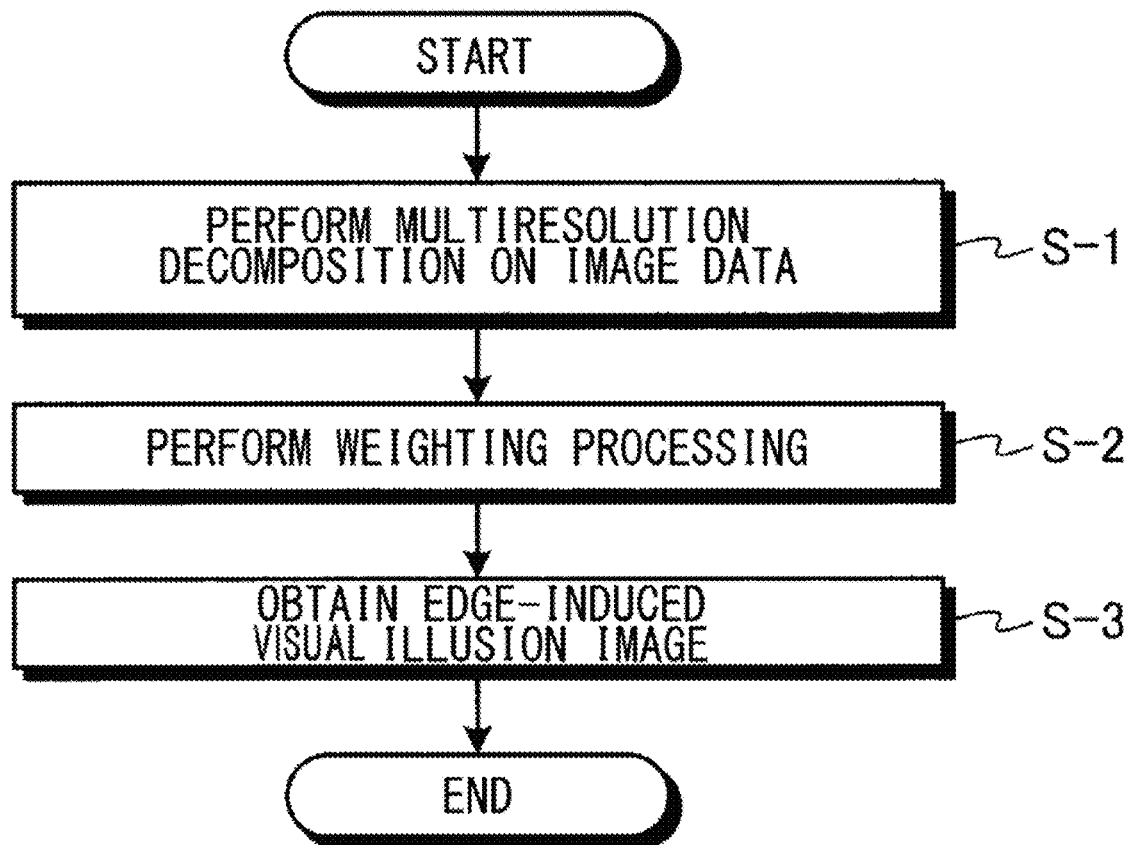 START
PERFORM MULTIRESOLUTION
DECOMPOSITION ON IMAGE DATA
S-1
PERFORM WEIGHTING PROCESSING
S-2
OBTAIN EDGE-INDUCED
VISUAL ILLUSION IMAGE
S-3
END